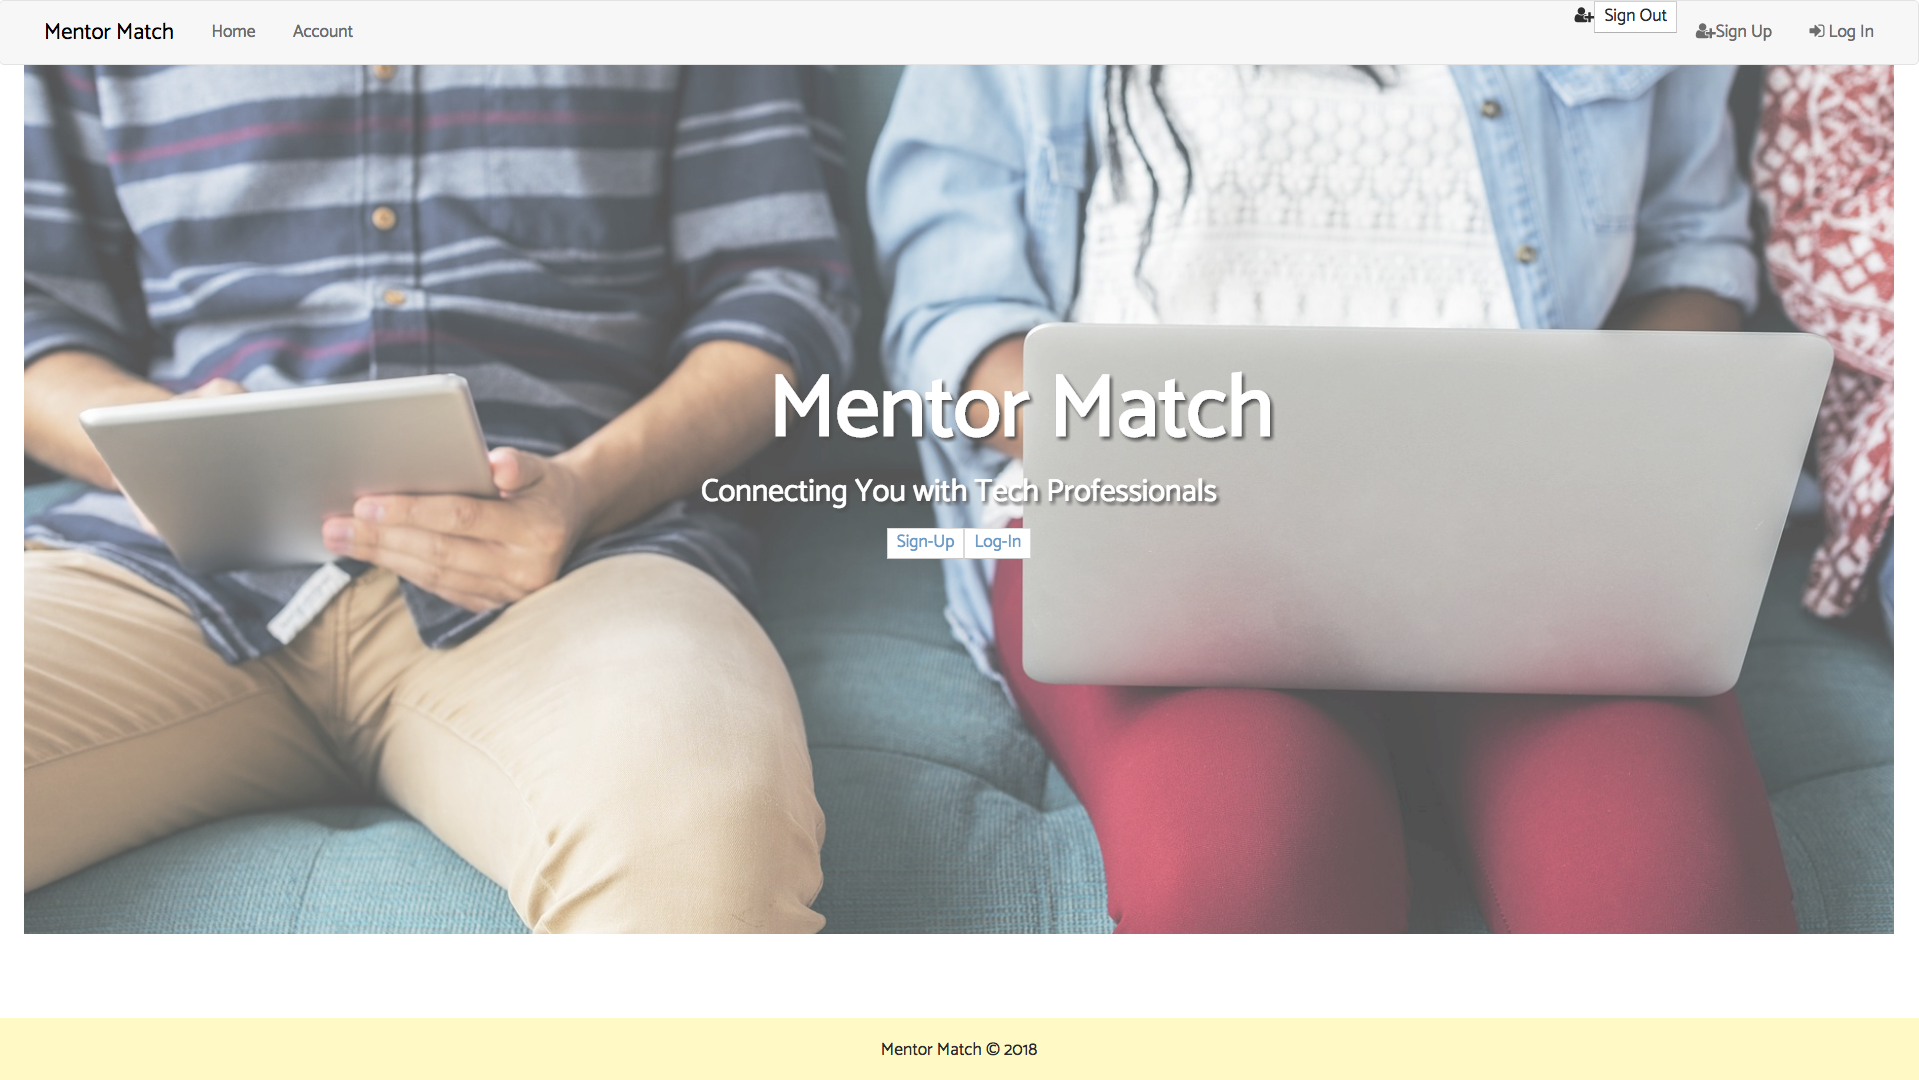 Mentor Match Home Account Sign Out Sign Up Log In
Mentor Match
Connecting You with Tech Professionals
Sign-Up Log-In
Mentor Match © 2018